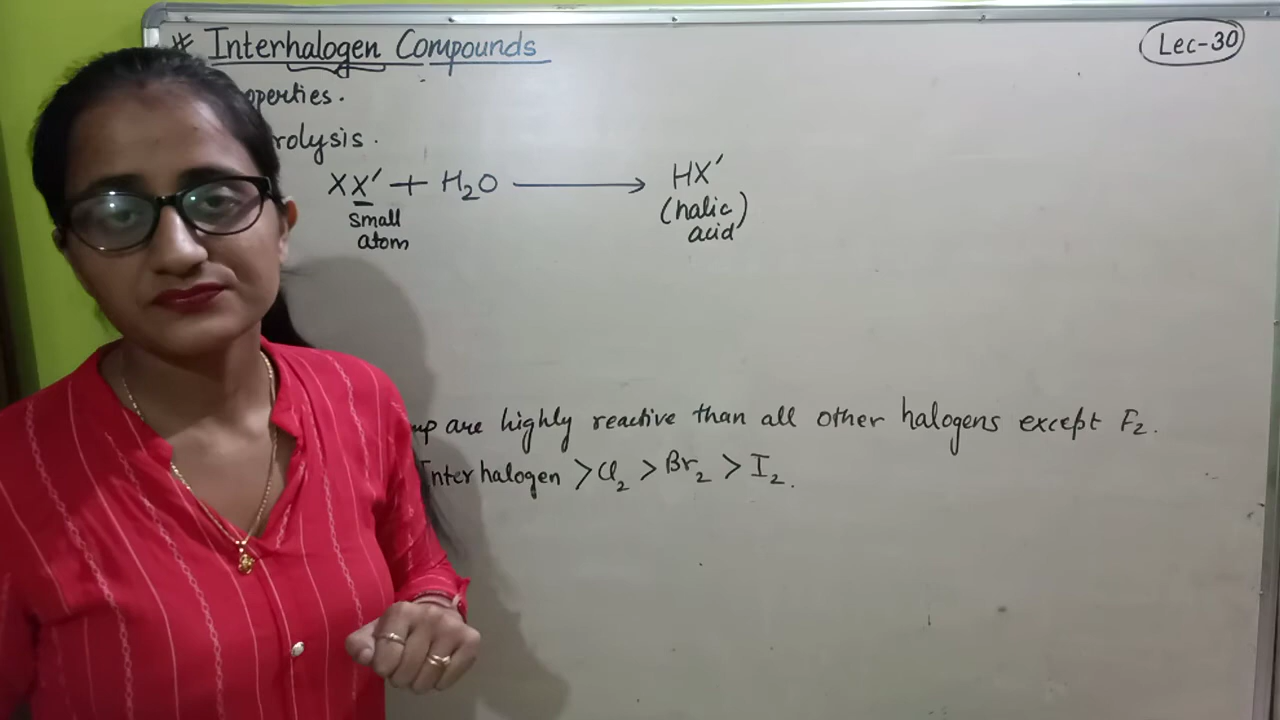 # Interhalogen Compounds
Lec-30
operties.
rolysis.
XX′ + H₂O ⟶ HX′
small
atom
(halic)
acid
up are highly reactive than all other halogens except F₂.
Interhalogen > Cl₂ > Br₂ > I₂.